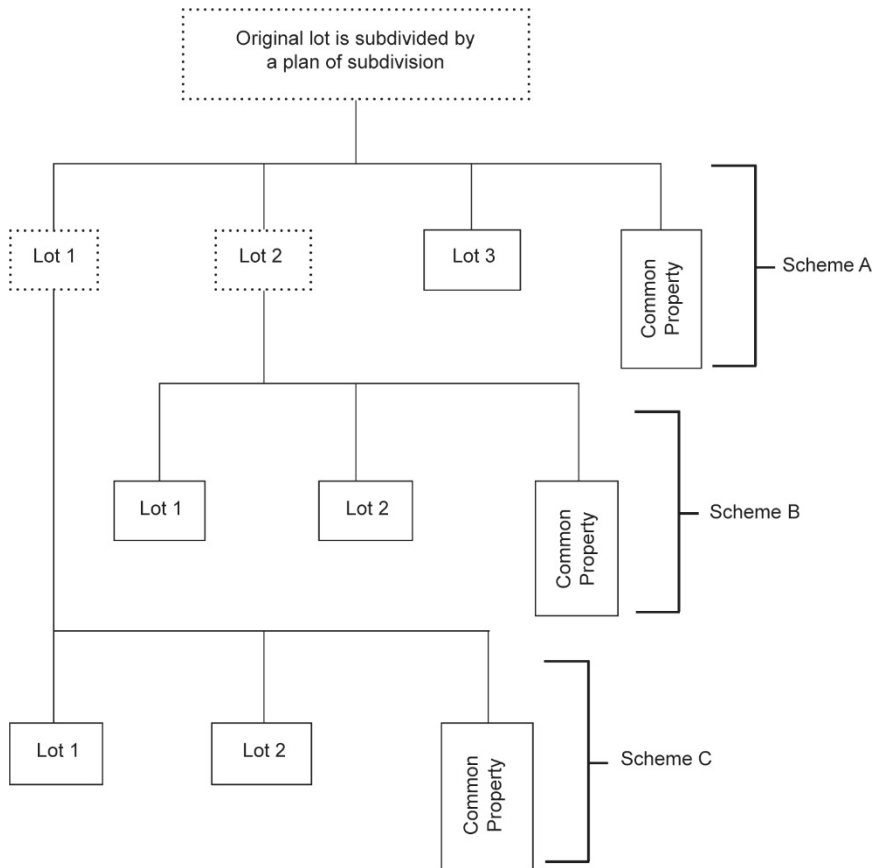 Original lot is subdivided by
a plan of subdivision
Lot 1
Lot 2
Lot 3
Common
Property
Scheme A
Lot 1
Lot 2
Common
Property
Scheme B
Lot 1
Lot 2
Common
Property
Scheme C